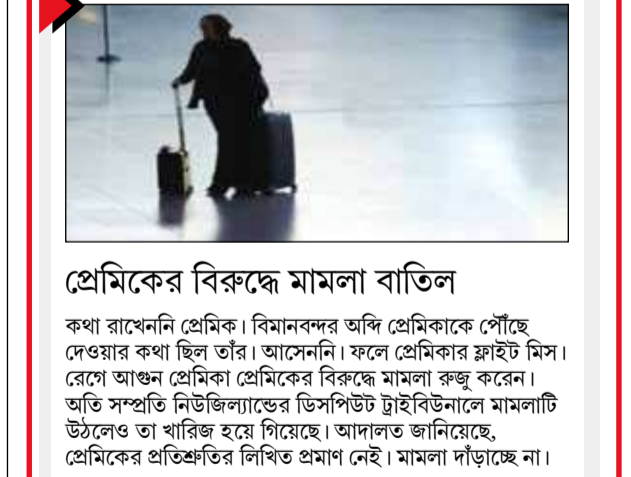 প্রেমিকের বিরুদ্ধে মামলা বাতিল
কথা রাখেননি প্রেমিক। বিমানবন্দর অব্দি প্রেমিকাকে পৌঁছে
দেওয়ার কথা ছিল তাঁর। আসেননি। ফলে প্রেমিকার ফ্লাইট মিস।
রেগে আগুন প্রেমিকা প্রেমিকের বিরুদ্ধে মামলা রুজু করেন।
অতি সম্প্রতি নিউজিল্যান্ডের ডিসপিউট ট্রাইবিউনালে মামলাটি
উঠলেও তা খারিজ হয়ে গিয়েছে। আদালত জানিয়েছে,
প্রেমিকের প্রতিশ্রুতির লিখিত প্রমাণ নেই। মামলা দাঁড়াচ্ছে না।